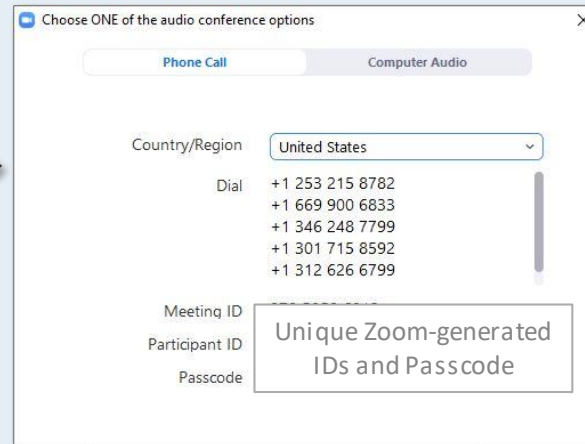 Choose ONE of the audio conference options
Phone Call
Computer Audio
Country/Region
United States
Dial
+1 253 215 8782
+1 669 900 6833
+1 346 248 7799
+1 301 715 8592
+1 312 626 6799
Meeting ID
Participant ID
Passcode
Unique Zoom-generated
IDs and Passcode